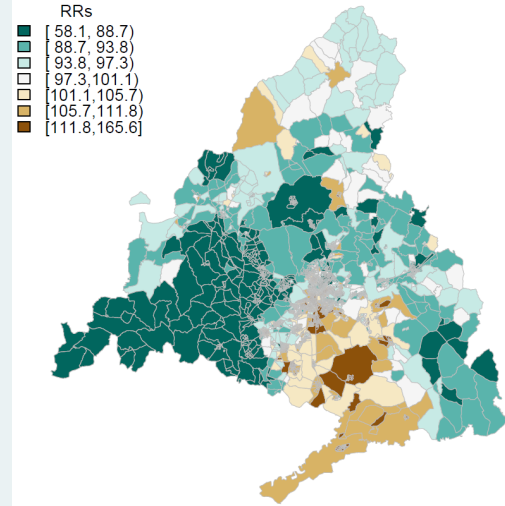 RRs
[ 58.1, 88.7)
[ 88.7, 93.8)
[ 93.8, 97.3)
[ 97.3,101.1)
[101.1,105.7)
[105.7,111.8)
[111.8,165.6]